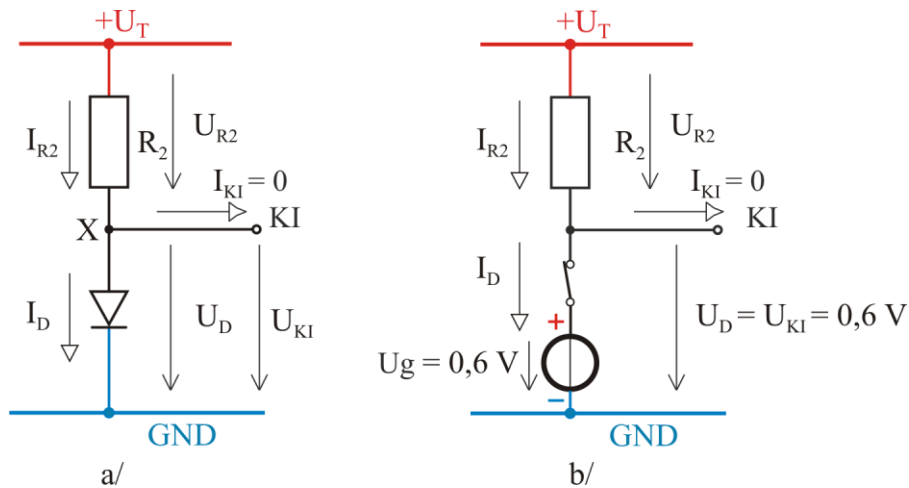 +U_T
I_R2
R_2
U_R2
I_KI = 0
X
KI
I_D
U_D
U_KI
GND
a/
+U_T
I_R2
R_2
U_R2
I_KI = 0
KI
I_D
+
Ug = 0,6 V
U_D = U_KI = 0,6 V
−
GND
b/